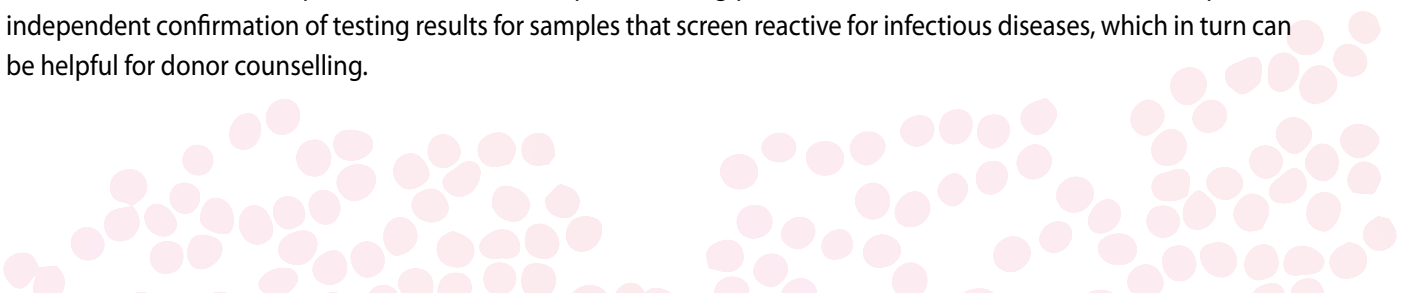 independent confirmation of testing results for samples that screen reactive for infectious diseases, which in turn can
be helpful for donor counselling.